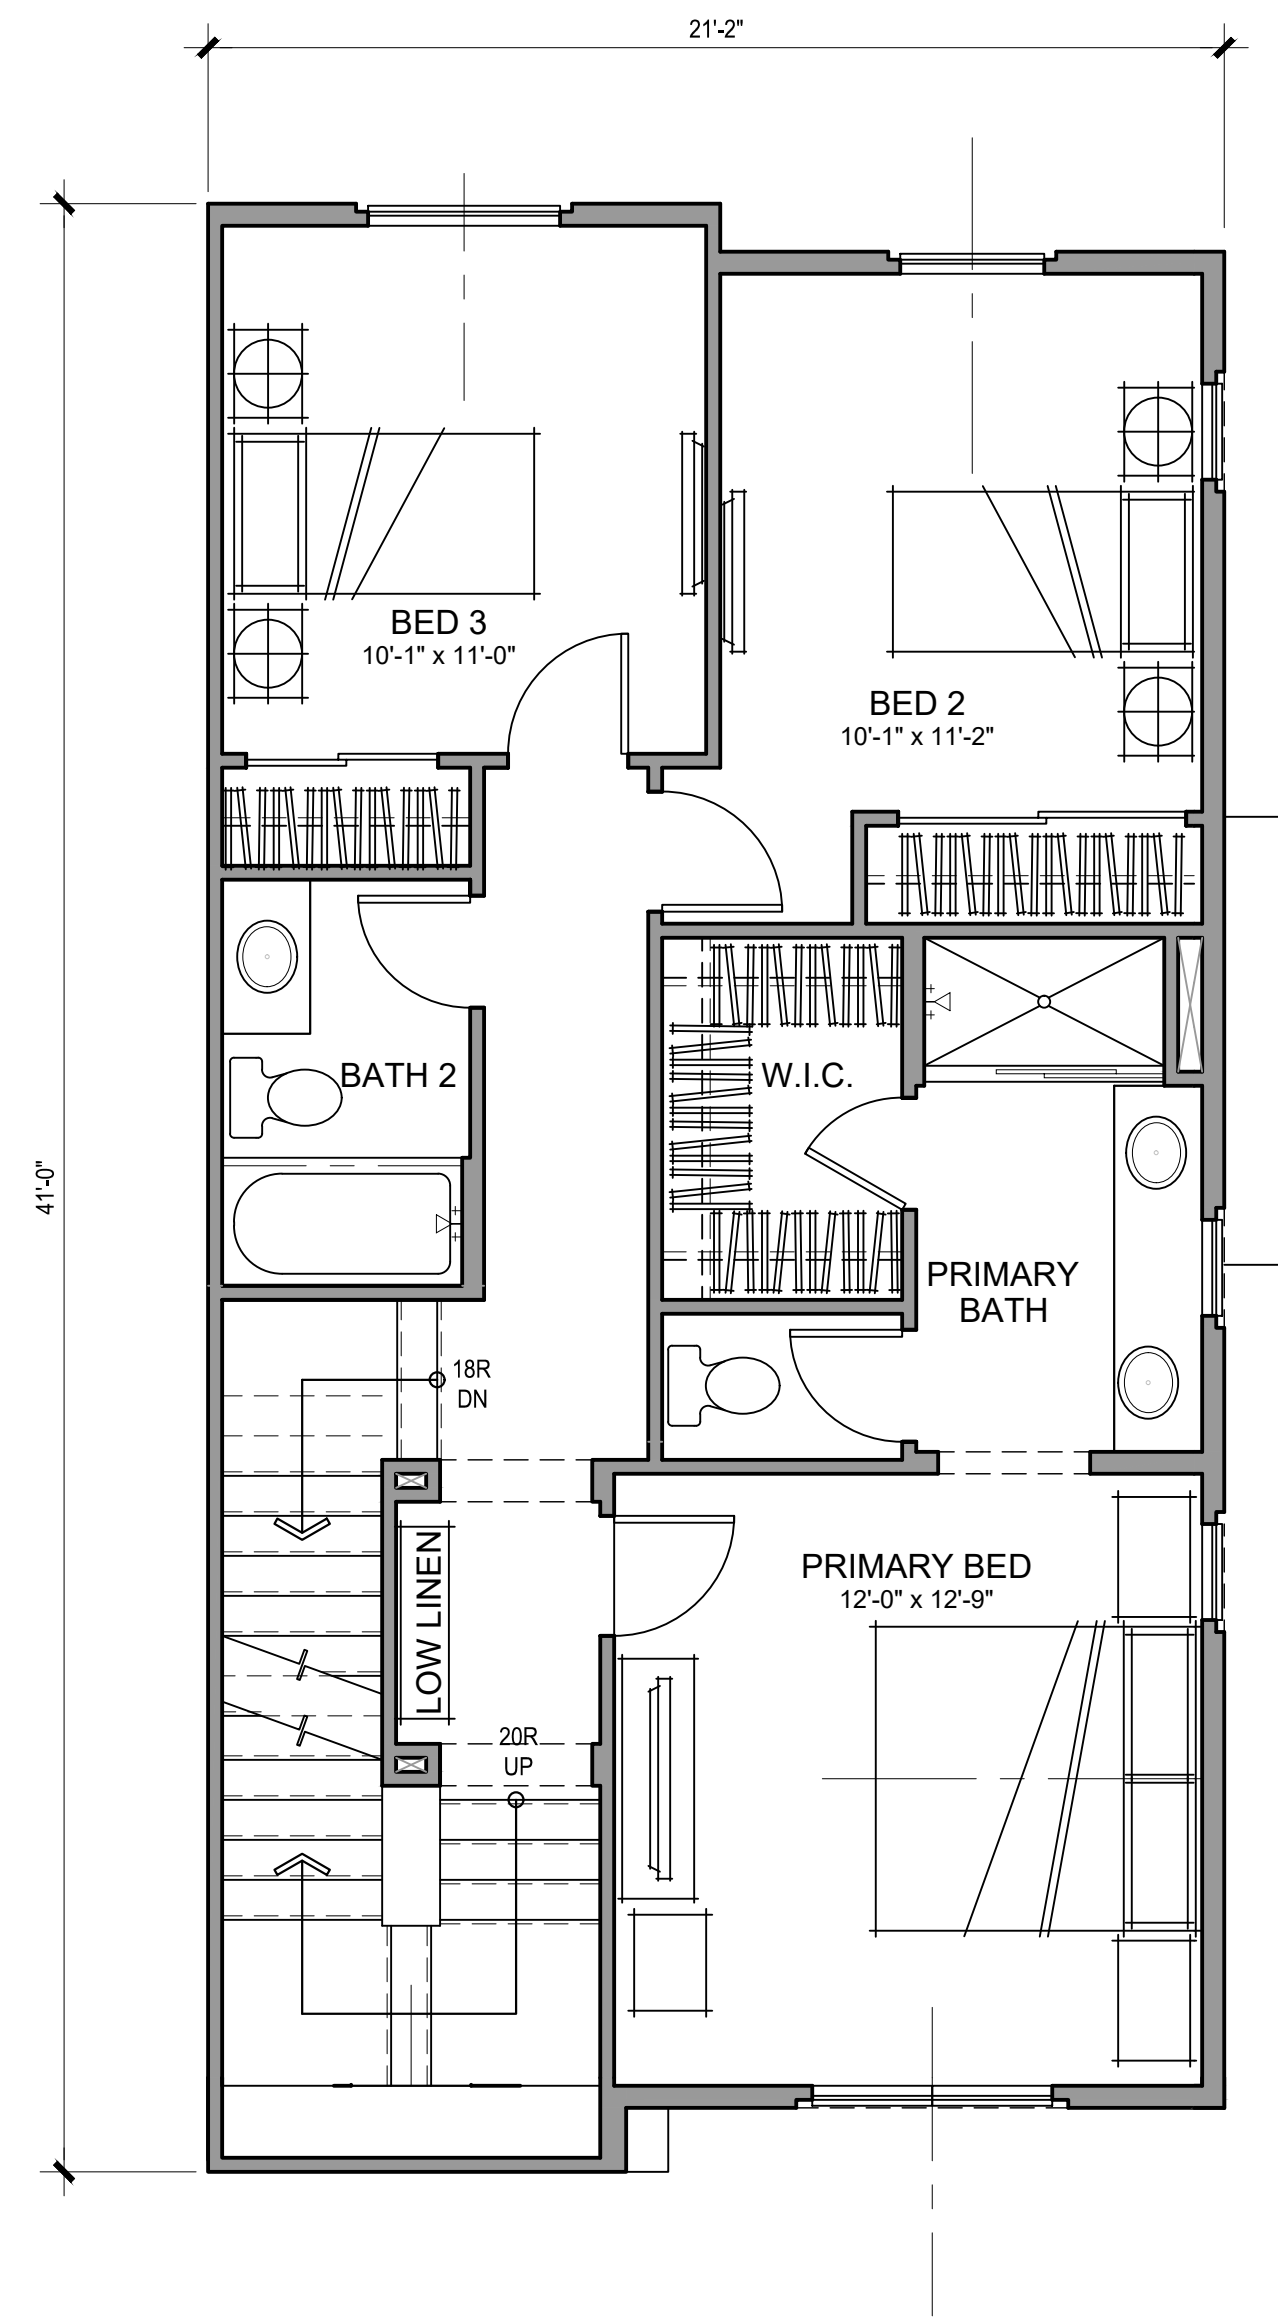 21'-2"
41'-0"
BED 3
10'-1" x 11'-0"
BED 2
10'-1" x 11'-2"
BATH 2
W.I.C.
PRIMARY
BATH
18R
DN
LOW LINEN
PRIMARY BED
12'-0" x 12'-9"
20R
UP